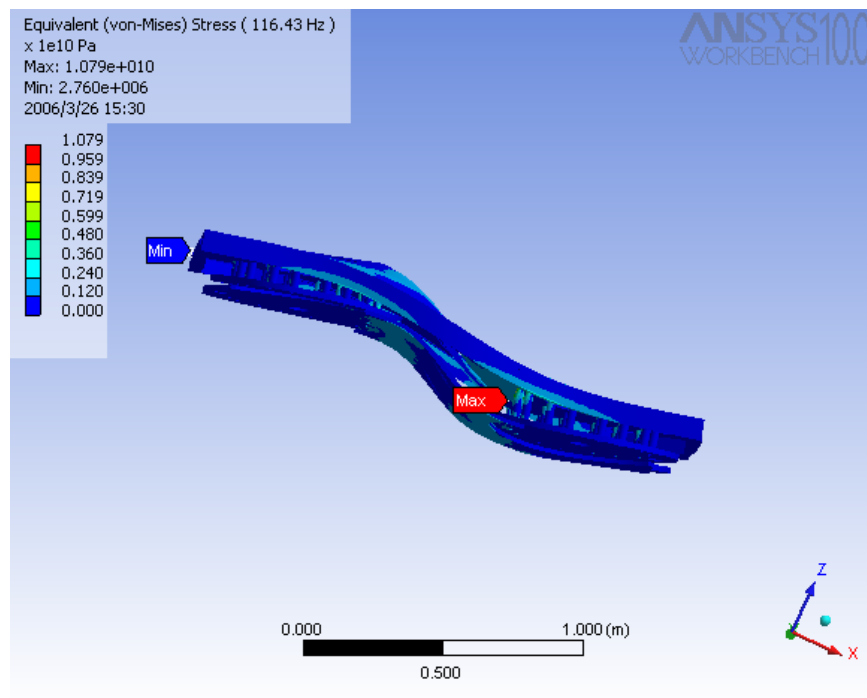 Equivalent (von-Mises) Stress ( 116.43 Hz )
x 1e10 Pa
Max: 1.079e+010
Min: 2.760e+006
2006/3/26 15:30
ANSYS
WORKBENCH 10.0
1.079
0.959
0.839
0.719
0.599
0.480
0.360
0.240
0.120
0.000
Min
Max
0.000
1.000 (m)
0.500
Z
X